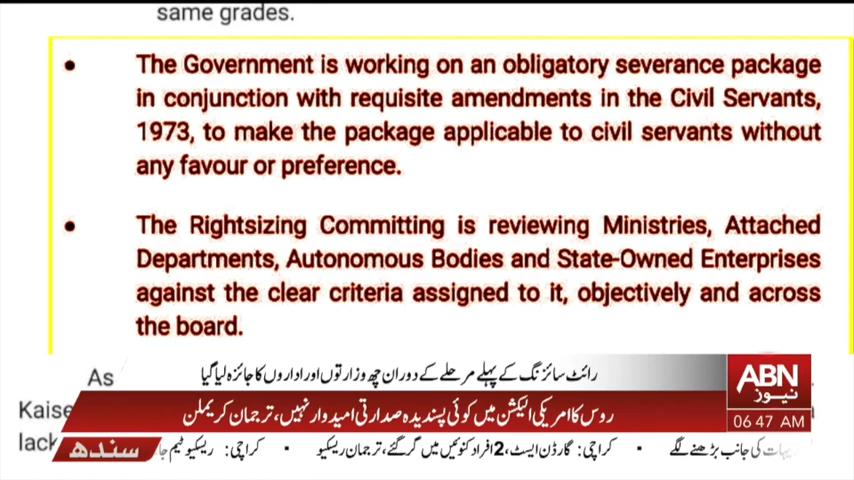 same grades.
• The Government is working on an obligatory severance package
in conjunction with requisite amendments in the Civil Servants,
1973, to make the package applicable to civil servants without
any favour or preference.
• The Rightsizing Committing is reviewing Ministries, Attached
Departments, Autonomous Bodies and State-Owned Enterprises
against the clear criteria assigned to it, objectively and across
the board.
As
رائٹ سائزنگ کے پہلے مرحلے کے دوران چھ وزارتوں اور اداروں کا جائزہ لیا گیا
ABN
نیوز
Kaise
روس کا امریکی الیکشن میں کوئی پسندیدہ صدارتی امیدوار نہیں، ترجمان کریملن
06 47 AM
lack
سندھ
کی جانب بڑھنے لگے ▪ کراچی: گارڈن ایسٹ، 2 افراد کنوئیں میں گر گئے، ترجمان ریسکیو ▪ کراچی: ریسکیو ٹیم